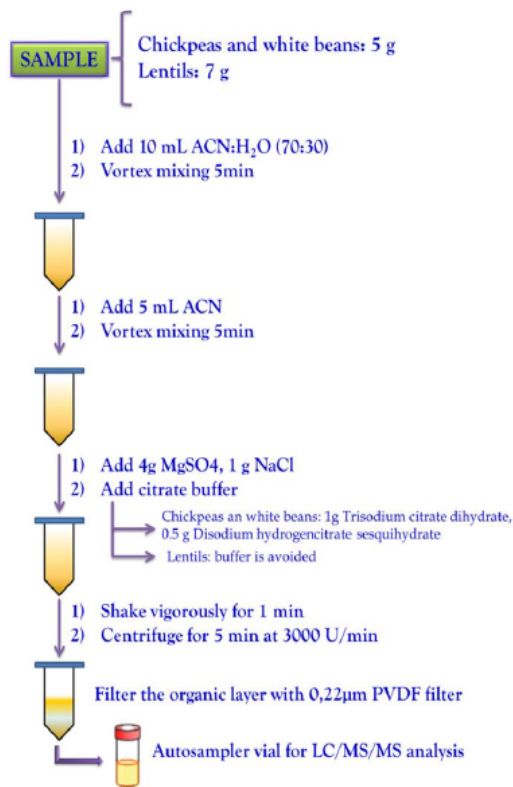 SAMPLE
Chickpeas and white beans: 5 g
Lentils: 7 g
1) Add 10 mL ACN:H₂O (70:30)
2) Vortex mixing 5min
1) Add 5 mL ACN
2) Vortex mixing 5min
1) Add 4g MgSO4, 1 g NaCl
2) Add citrate buffer
Chickpeas an white beans: 1g Trisodium citrate dihydrate,
0.5 g Disodium hydrogencitrate sesquihydrate
Lentils: buffer is avoided
1) Shake vigorously for 1 min
2) Centrifuge for 5 min at 3000 U/min
Filter the organic layer with 0,22µm PVDF filter
Autosampler vial for LC/MS/MS analysis